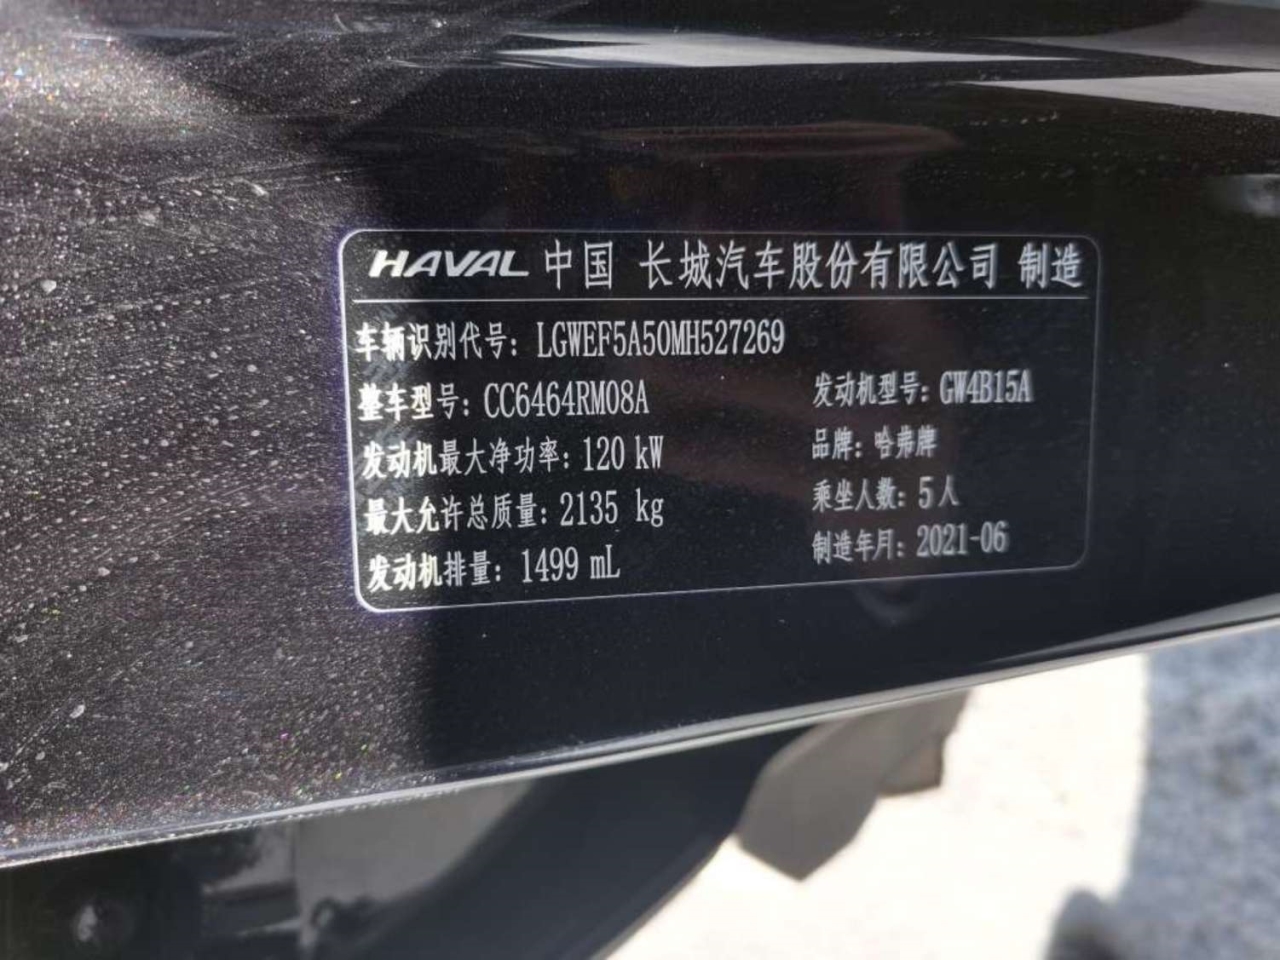 HAVAL 中国 长城汽车股份有限公司 制造
车辆识别代号：LGWEF5A50MH527269
整车型号：CC6464RM08A 发动机型号：GW4B15A
发动机最大净功率：120 kW 品牌：哈弗牌
最大允许总质量：2135 kg 乘坐人数：5人
发动机排量：1499 mL 制造年月：2021-06